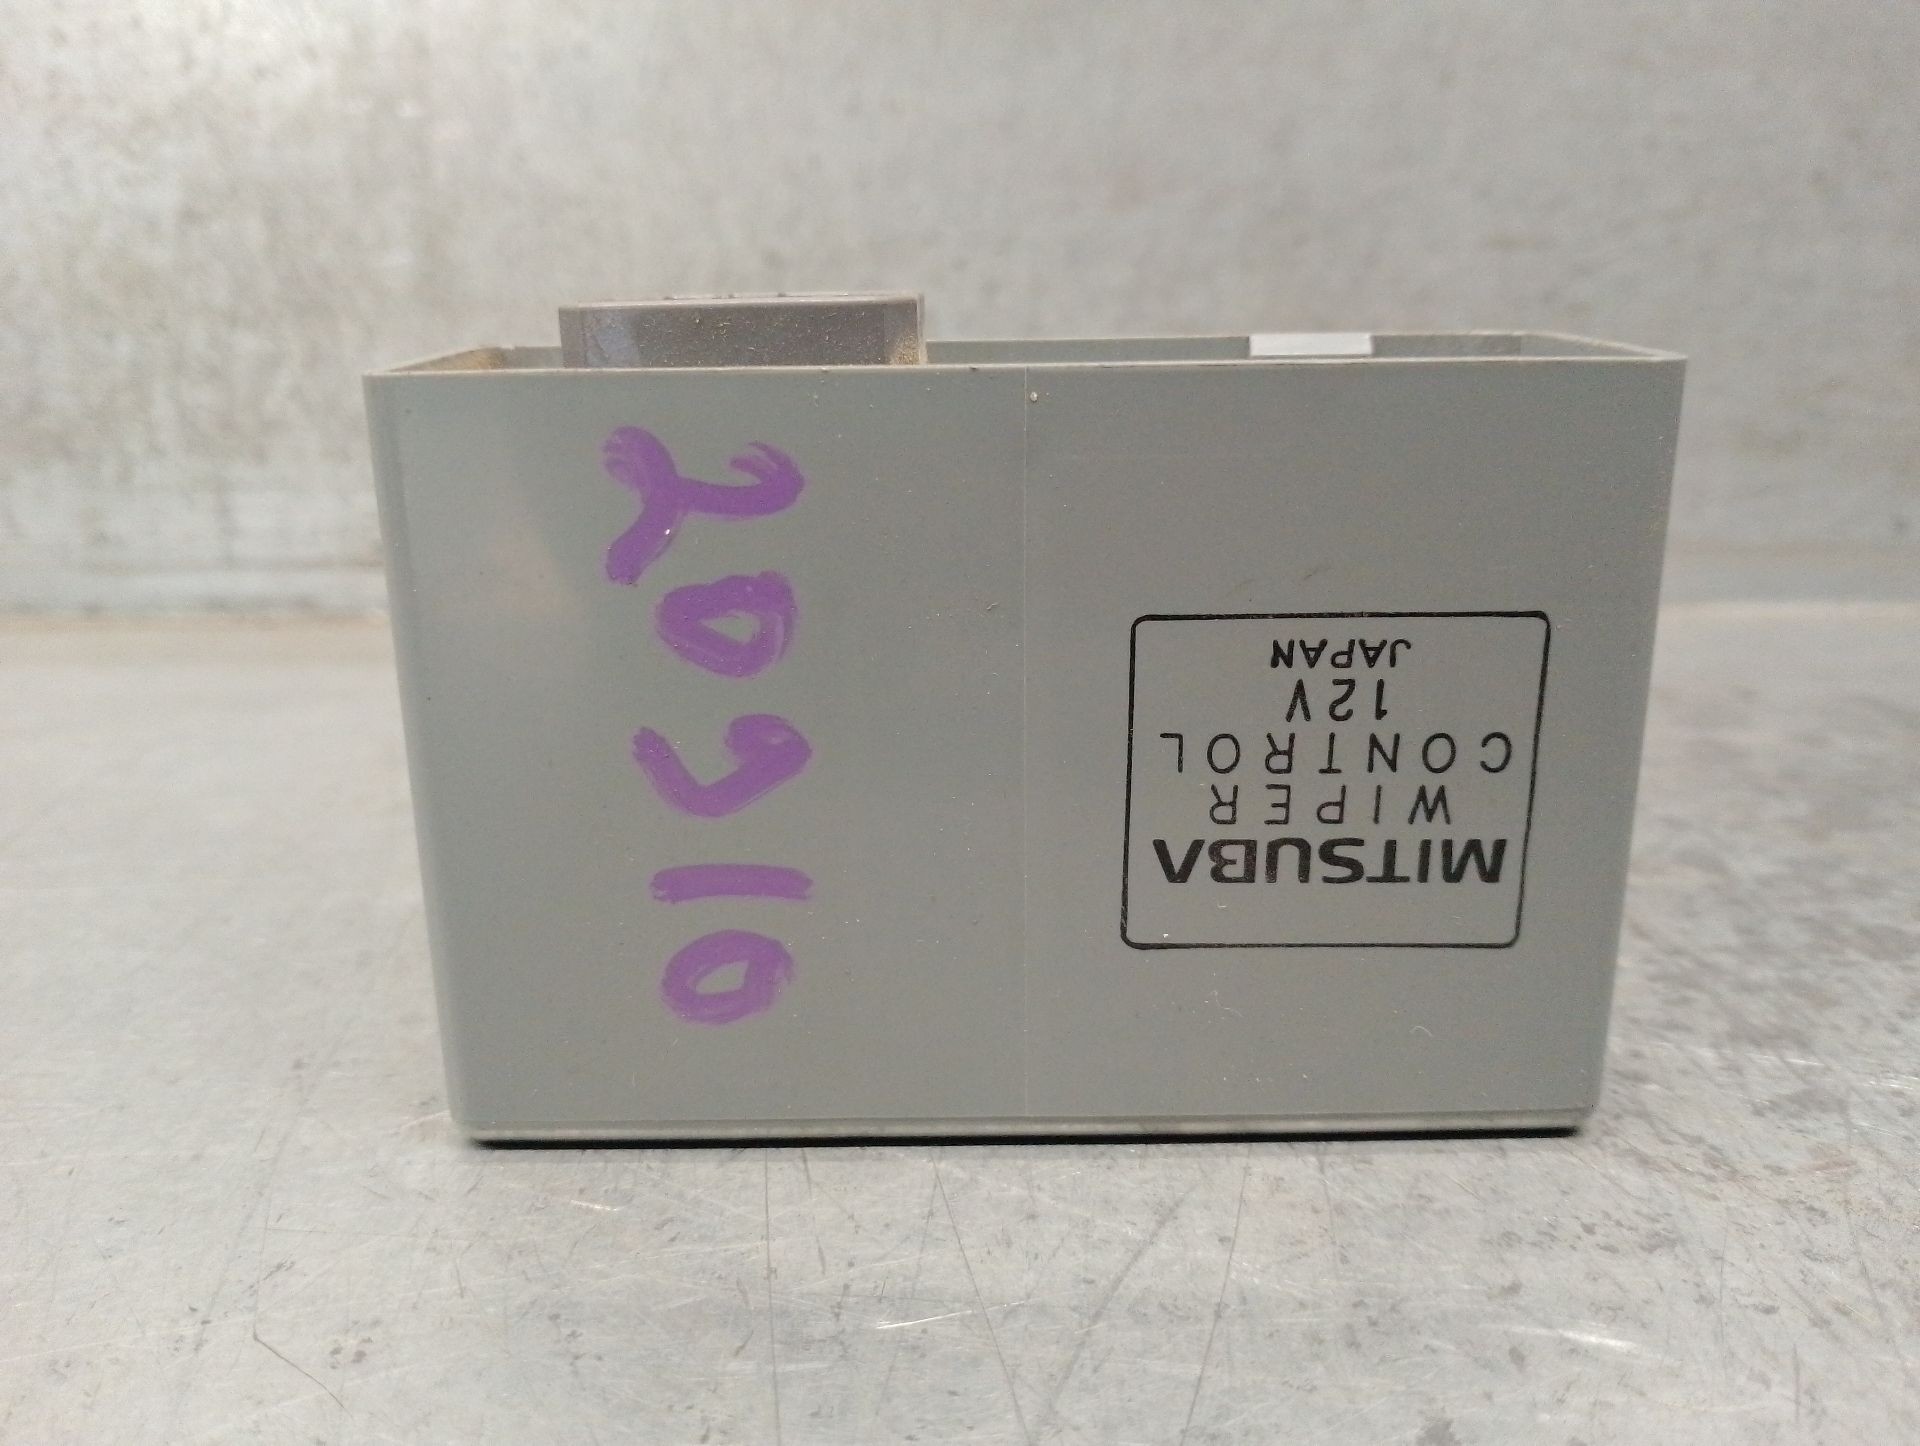 MITSUBA
WIPER
CONTROL
12V
JAPAN